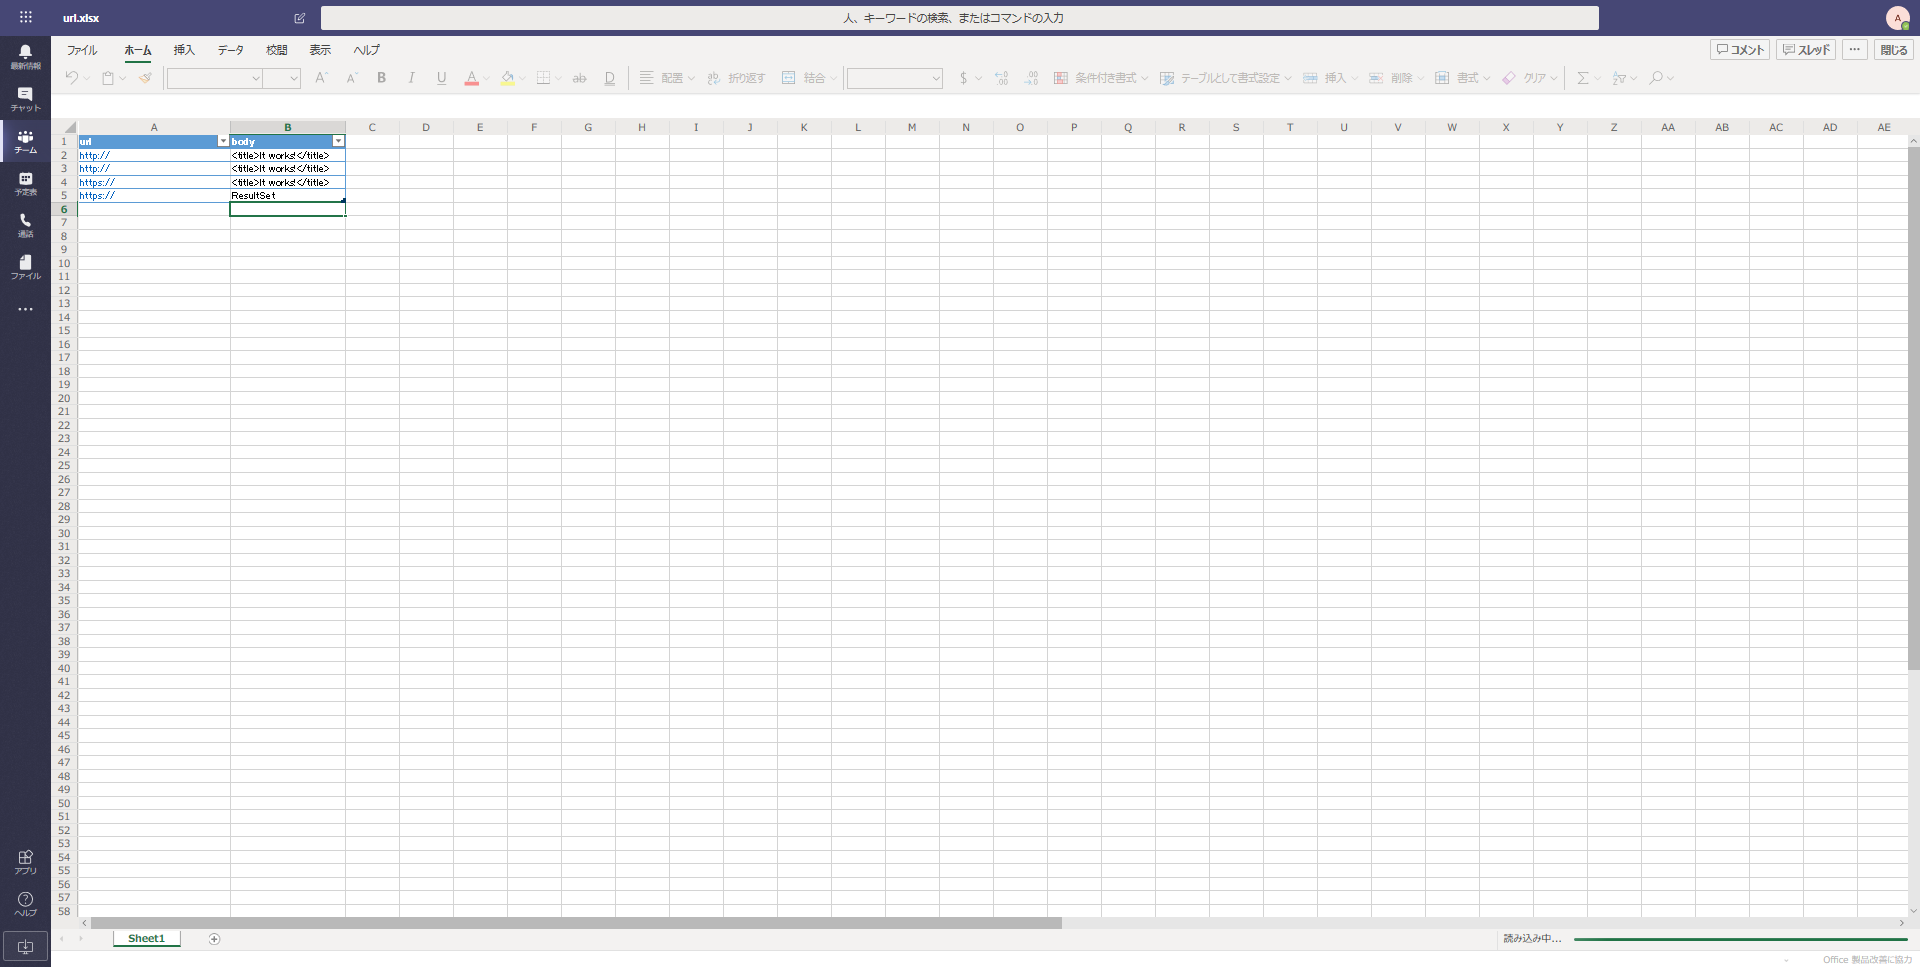 url.xlsx
人、キーワードの検索、またはコマンドの入力
A
最新情報
チャット
チーム
予定表
通話
ファイル
アプリ
ヘルプ
ファイル ホーム 挿入 データ 校閲 表示 ヘルプ
コメント スレッド ... 閉じる
A A B I U A ab D 配置 ab 折り返す 結合 $ .00 .00 条件付き書式 テーブルとして書式設定 挿入 削除 書式 クリア Σ
A B C D E F G H I J K L M N O P Q R S T U V W X Y Z AA AB AC AD AE
1 url body
2 http:// <title>It works!</title>
3 http:// <title>It works!</title>
4 https:// <title>It works!</title>
5 https:// ResultSet
6
7
8
9
10
11
12
13
14
15
16
17
18
19
20
21
22
23
24
25
26
27
28
29
30
31
32
33
34
35
36
37
38
39
40
41
42
43
44
45
46
47
48
49
50
51
52
53
54
55
56
57
58
Sheet1
読み込み中...
Office 製品改善に協力